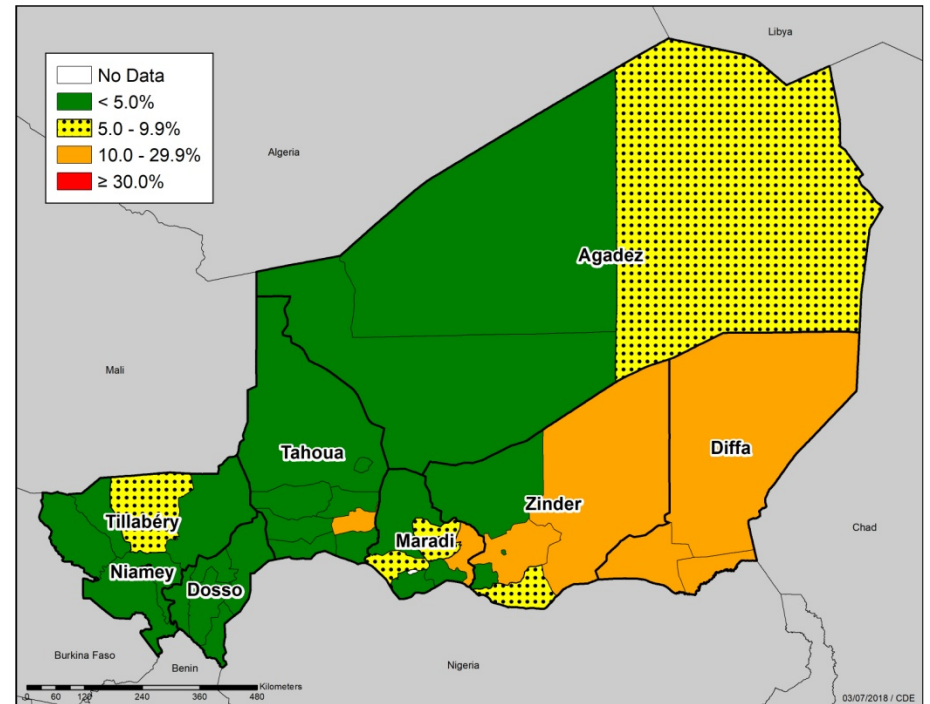 Libya
No Data
< 5.0%
5.0 - 9.9%
10.0 - 29.9%
≥ 30.0%
Algeria
Agadez
Mali
Tahoua
Diffa
Zinder
Tillabéry
Maradi
Chad
Niamey
Dosso
Burkina Faso
Benin
Nigeria
Kilometers
0 60 120 240 360 480
03/07/2018 / CDE